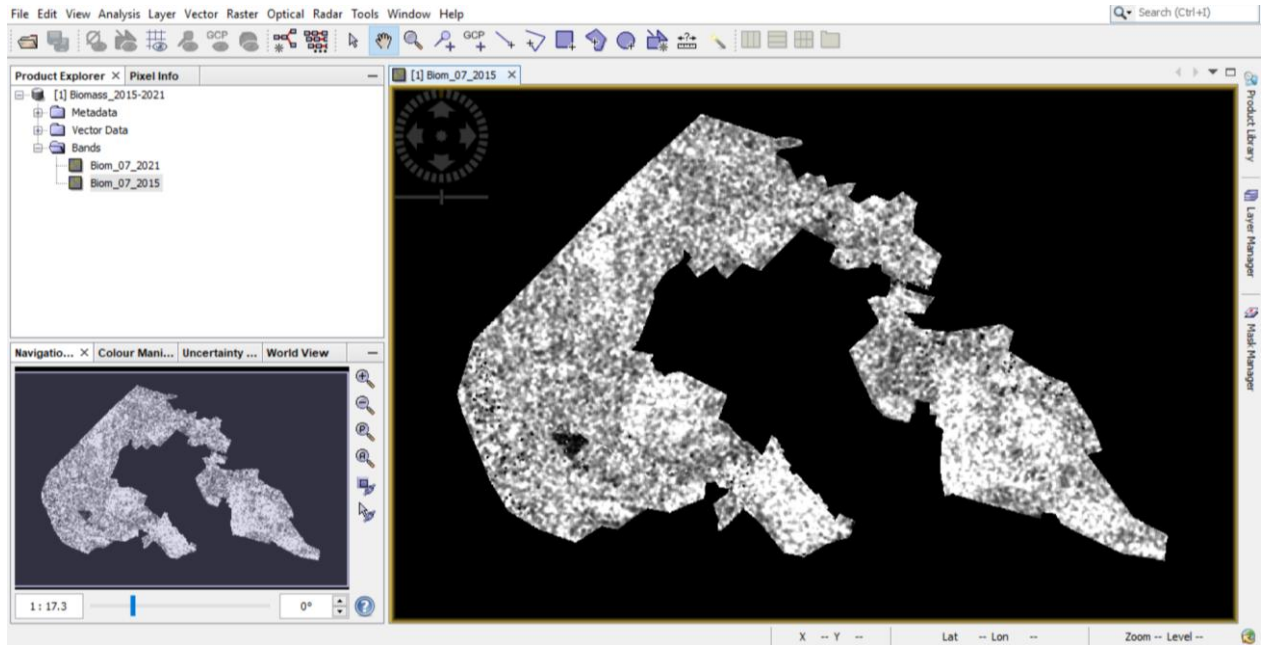 File Edit View Analysis Layer Vector Raster Optical Radar Tools Window Help
Search (Ctrl+I)
GCP
GCP
Product Explorer × Pixel Info
[1] Biom_07_2015 ×
[1] Biomass_2015-2021
Metadata
Vector Data
Bands
Biom_07_2021
Biom_07_2015
Product Library
Layer Manager
Mask Manager
Navigatio... × Colour Mani... Uncertainty ... World View
1 : 17.3
0°
X -- Y --
Lat -- Lon --
Zoom -- Level --